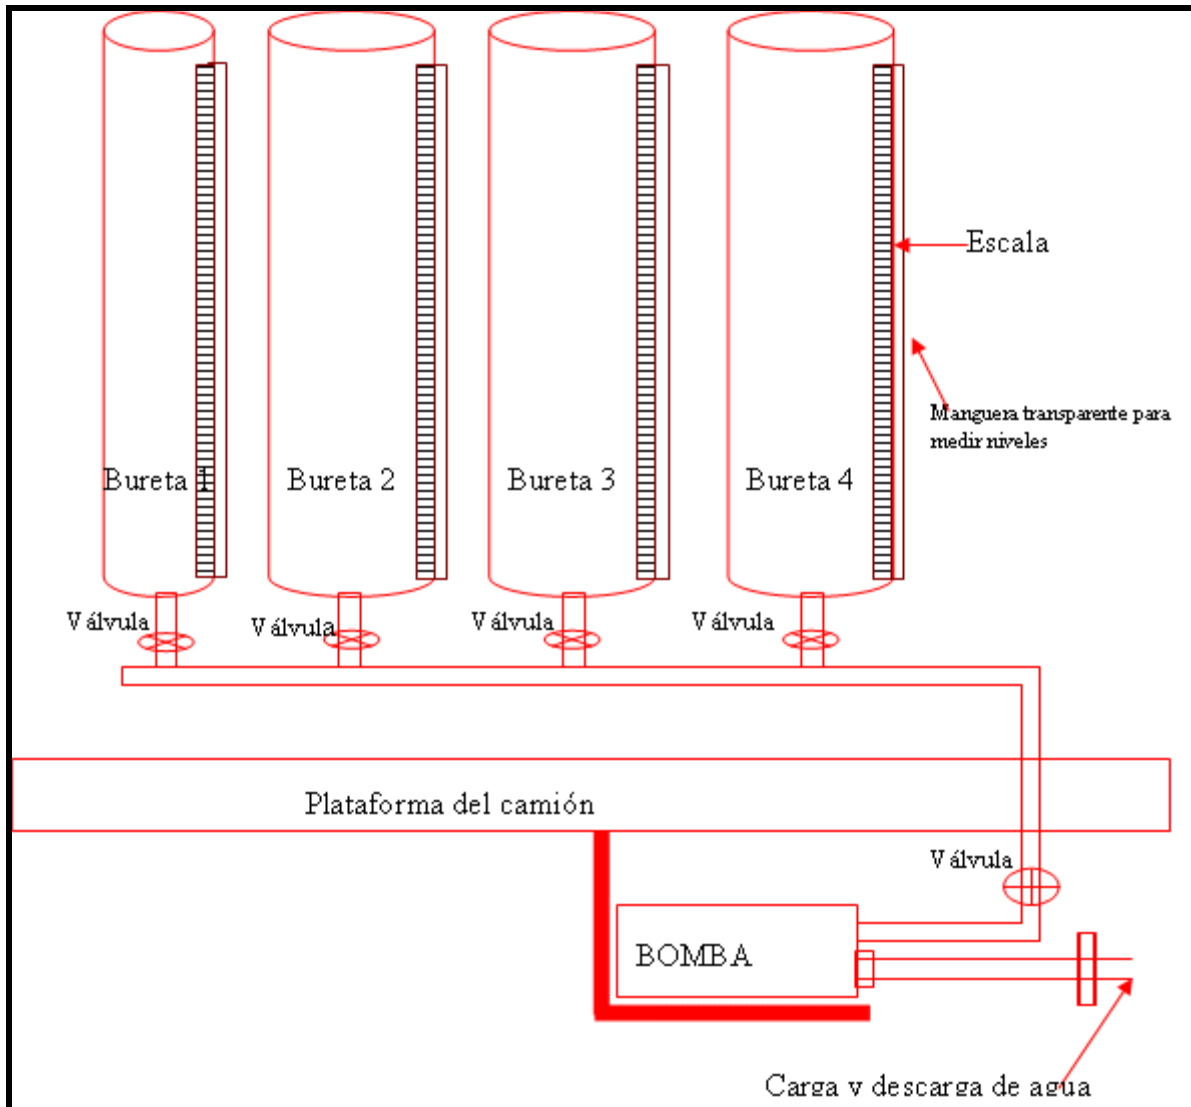 Escala
Manguera transparente para
medir niveles
Bureta 1
Bureta 2
Bureta 3
Bureta 4
Válvula
Válvula
Válvula
Válvula
Plataforma del camión
Válvula
BOMBA
Carga y descarga de agua